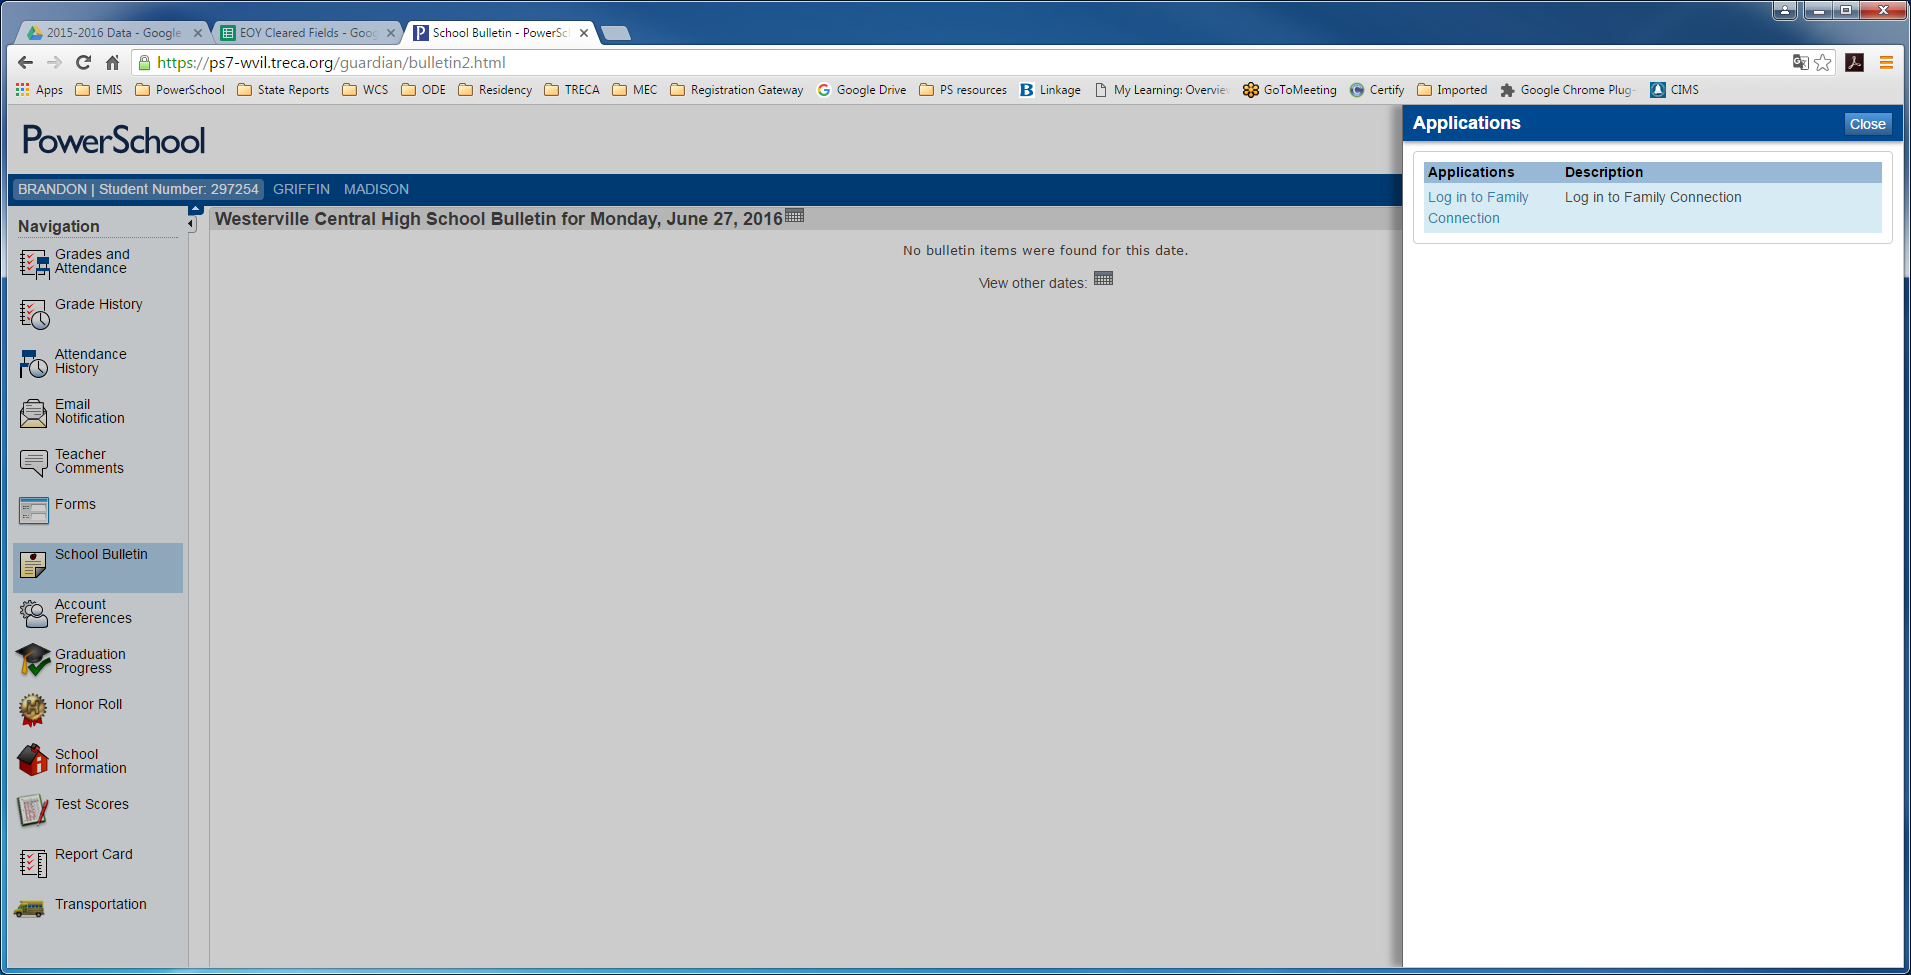 2015-2016 Data - Google
EOY Cleared Fields - Goog
School Bulletin - PowerSc
https://ps7-wvil.treca.org/guardian/bulletin2.html
Apps EMIS PowerSchool State Reports WCS ODE Residency TRECA MEC Registration Gateway Google Drive PS resources Linkage My Learning: Overvie GoToMeeting Certify Imported Google Chrome Plug- CIMS
PowerSchool
BRANDON | Student Number: 297254 GRIFFIN MADISON
Navigation
Grades and
Attendance
Grade History
Attendance
History
Email
Notification
Teacher
Comments
Forms
School Bulletin
Account
Preferences
Graduation
Progress
Honor Roll
School
Information
Test Scores
Report Card
Transportation
Westerville Central High School Bulletin for Monday, June 27, 2016
No bulletin items were found for this date.
View other dates:
Applications
Close
Applications Description
Log in to Family Log in to Family Connection
Connection